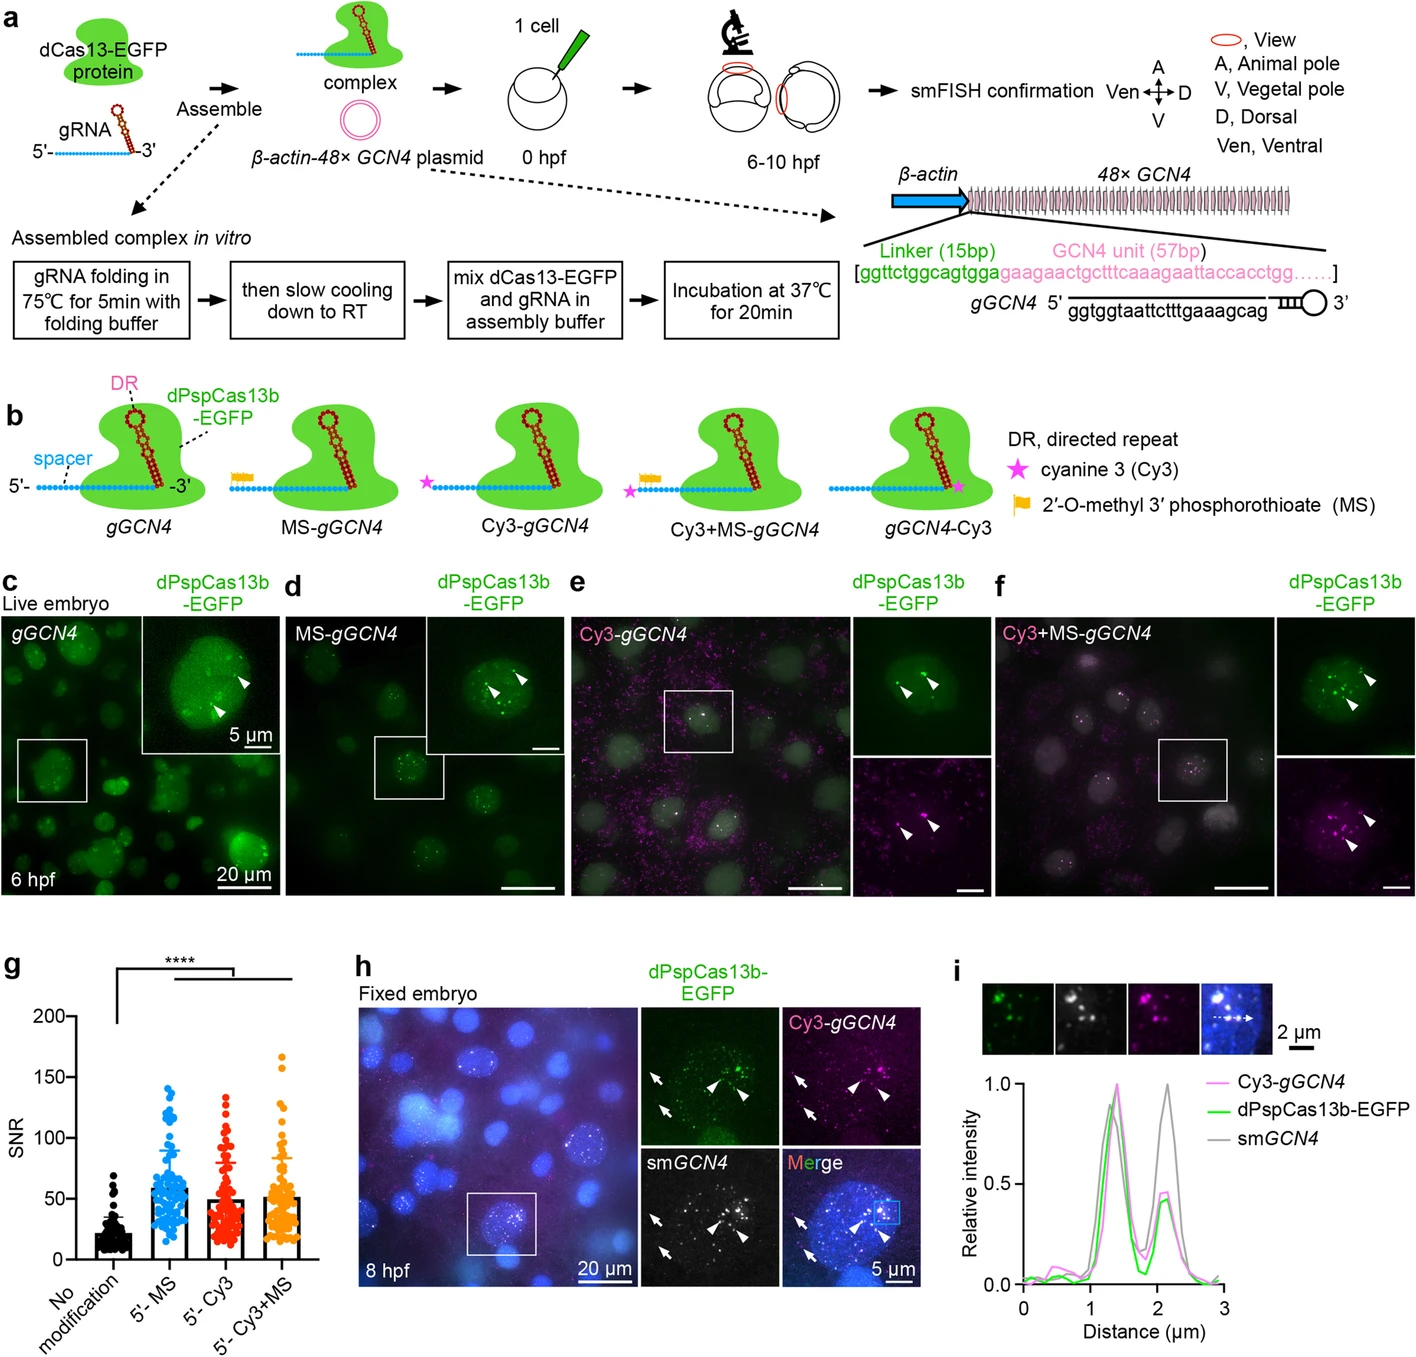 a
dCas13-EGFP
protein
gRNA
5'-
-3'
Assemble
complex
β-actin-48× GCN4 plasmid
1 cell
0 hpf
6-10 hpf
smFISH confirmation
A
Ven
D
V
, View
A, Animal pole
V, Vegetal pole
D, Dorsal
Ven, Ventral
Assembled complex in vitro
gRNA folding in
75℃ for 5min with
folding buffer
then slow cooling
down to RT
mix dCas13-EGFP
and gRNA in
assembly buffer
Incubation at 37℃
for 20min
β-actin
48× GCN4
Linker (15bp)
GCN4 unit (57bp)
[ggttctggcagtggagaagaactgctttcaaagaattaccacctgg......]
gGCN4 5' ggtggtaattctttgaaagcag 3’
b
DR
dPspCas13b
-EGFP
spacer
5'-
-3'
gGCN4
MS-gGCN4
Cy3-gGCN4
Cy3+MS-gGCN4
gGCN4-Cy3
DR, directed repeat
cyanine 3 (Cy3)
2′-O-methyl 3′ phosphorothioate (MS)
c
Live embryo
dPspCas13b
-EGFP
gGCN4
5 µm
6 hpf
20 µm
d
dPspCas13b
-EGFP
MS-gGCN4
e
dPspCas13b
-EGFP
Cy3-gGCN4
f
dPspCas13b
-EGFP
Cy3+MS-gGCN4
g
****
SNR
200
150
100
50
0
No
modification
5'- MS
5'- Cy3
5'- Cy3+MS
h
Fixed embryo
dPspCas13b-
EGFP
Cy3-gGCN4
smGCN4
Merge
8 hpf
20 µm
5 µm
i
2 µm
Cy3-gGCN4
dPspCas13b-EGFP
smGCN4
Relative intensity
1.0
0.5
0.0
0
1
2
3
Distance (µm)